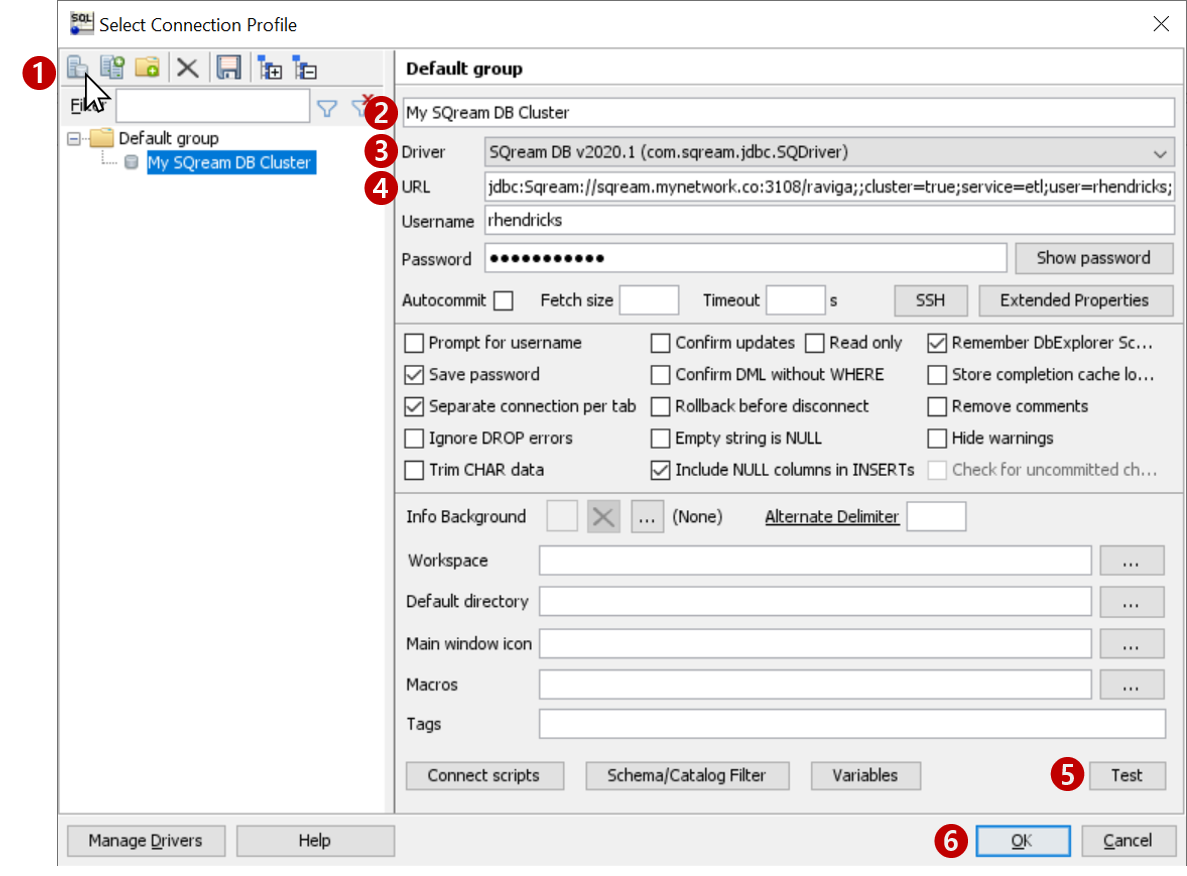 SQL Select Connection Profile
1
Filter
Default group
My SQream DB Cluster
Default group
2 My SQream DB Cluster
3 Driver SQream DB v2020.1 (com.sqream.jdbc.SQDriver)
4 URL jdbc:Sqream://sqream.mynetwork.co:3108/raviga;;cluster=true;service=etl;user=rhendricks;
Username rhendricks
Password ●●●●●●●●●●● Show password
Autocommit Fetch size Timeout s SSH Extended Properties
Prompt for username Confirm updates Read only Remember DbExplorer Sc...
Save password Confirm DML without WHERE Store completion cache lo...
Separate connection per tab Rollback before disconnect Remove comments
Ignore DROP errors Empty string is NULL Hide warnings
Trim CHAR data Include NULL columns in INSERTs Check for uncommitted ch...
Info Background ... (None) Alternate Delimiter
Workspace ...
Default directory ...
Main window icon ...
Macros ...
Tags
Connect scripts Schema/Catalog Filter Variables 5 Test
Manage Drivers Help 6 OK Cancel